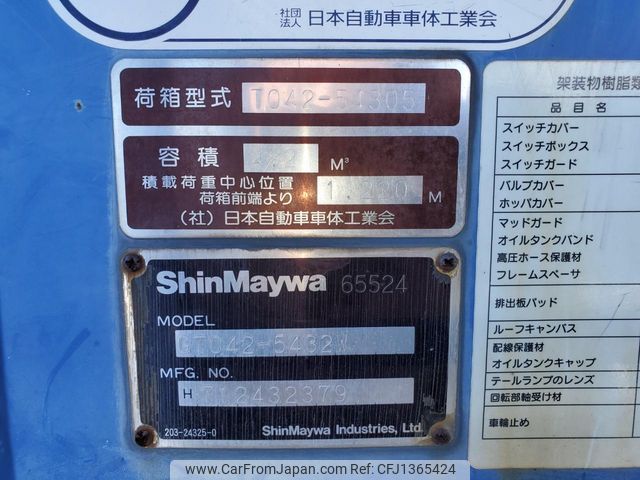 社団
法人 日本自動車車体工業会
荷箱型式 TO42-54305
容積 4.2 M³
積載荷重中心位置
荷箱前端より M
(社)日本自動車車体工業会
ShinMaywa 65524
MODEL
GTO42-5432
MFG. NO.
H 712432379
203-24325-0 ShinMaywa Industries, Ltd.
架装物樹脂類
品目名
スイッチカバー
スイッチボックス
スイッチガード
バルブカバー
ホッパカバー
マッドガード
オイルタンクバンド
高圧ホース保護材
フレームスペーサ
排出板パッド
ルーフキャンバス
配線保護材
オイルタンクキャップ
テールランプのレンズ
回転部軸受け材
車輪止め
www.CarFromJapan.com - CFJ1365424